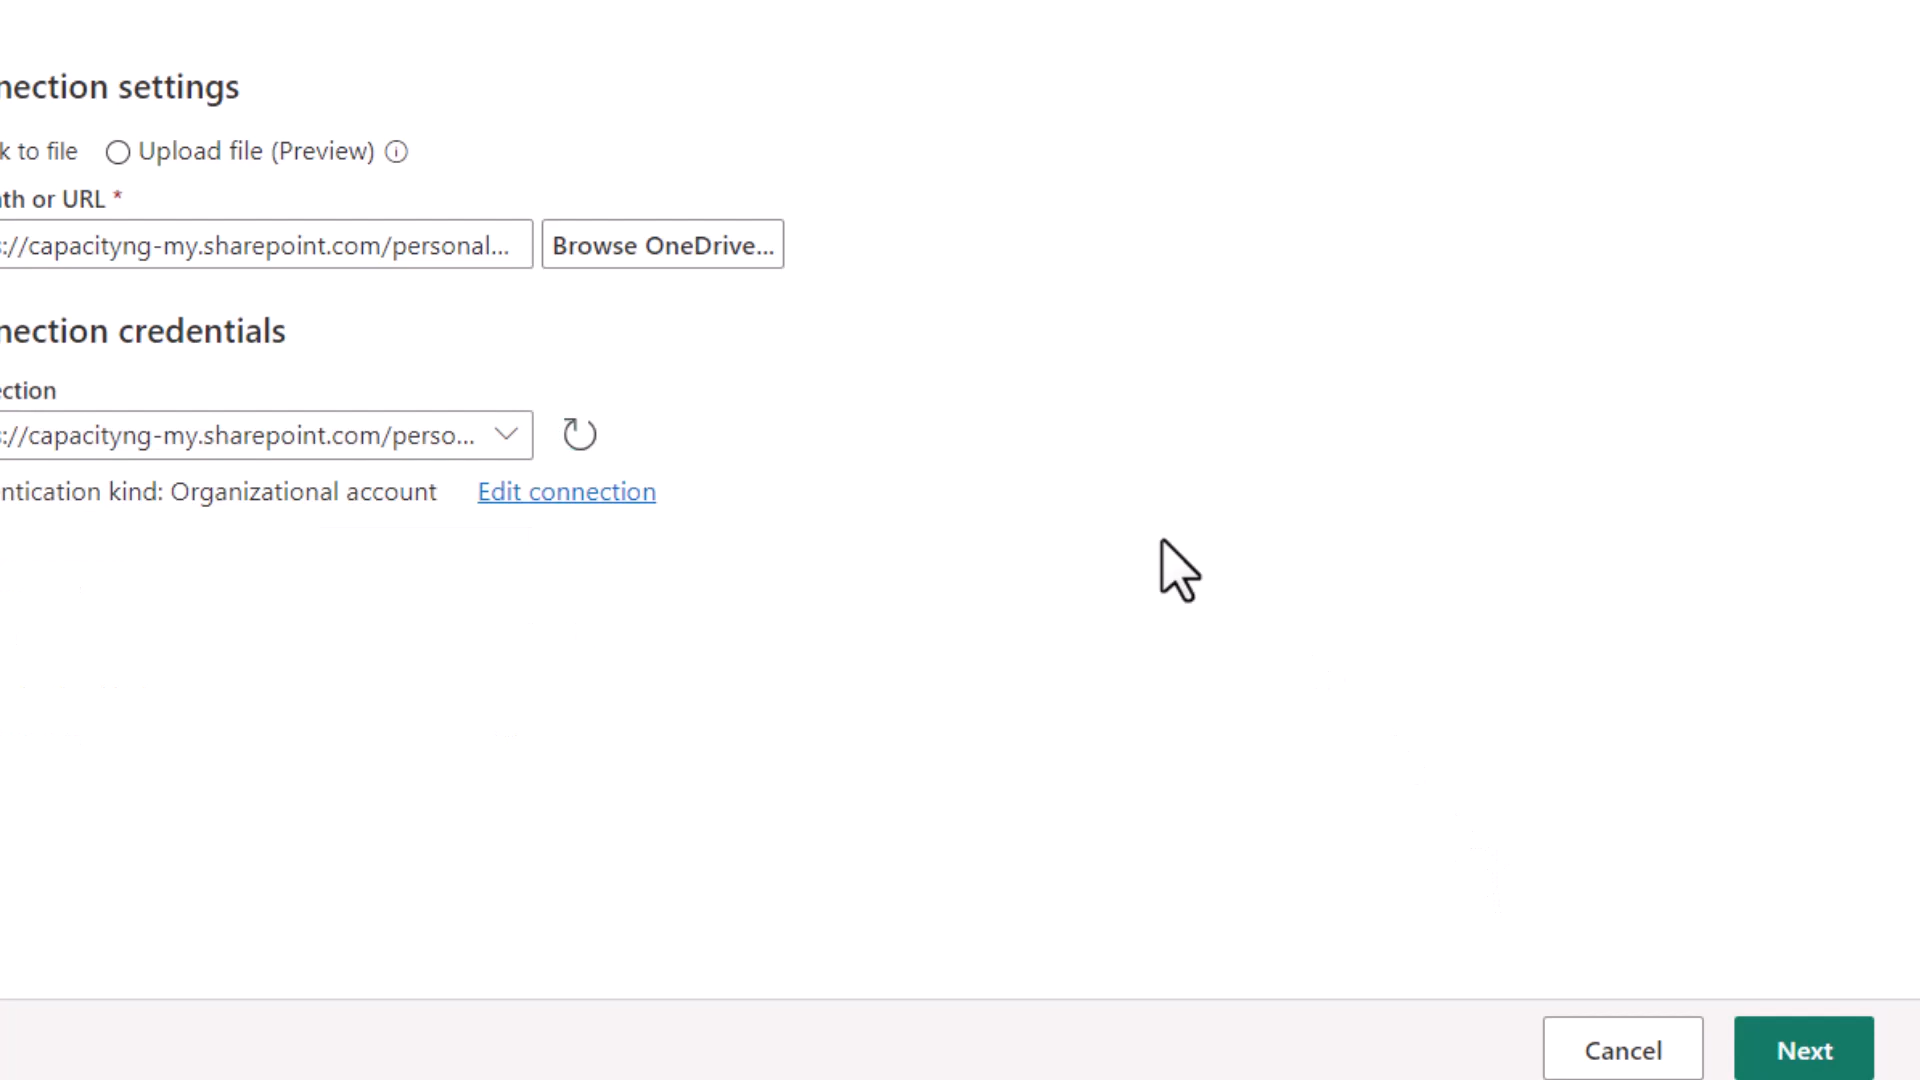 nection settings
k to file Upload file (Preview)
th or URL *
://capacityng-my.sharepoint.com/personal... Browse OneDrive...
nection credentials
ction
://capacityng-my.sharepoint.com/perso...
ntication kind: Organizational account Edit connection
Cancel Next